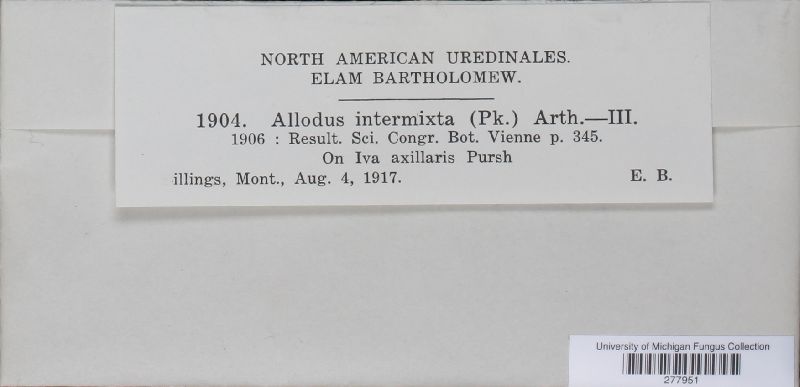 NORTH AMERICAN UREDINALES.
ELAM BARTHOLOMEW.
1904. Allodus intermixta (Pk.) Arth.—III.
1906 : Result. Sci. Congr. Bot. Vienne p. 345.
On Iva axillaris Pursh
illings, Mont., Aug. 4, 1917. E. B.
University of Michigan Fungus Collection
277951